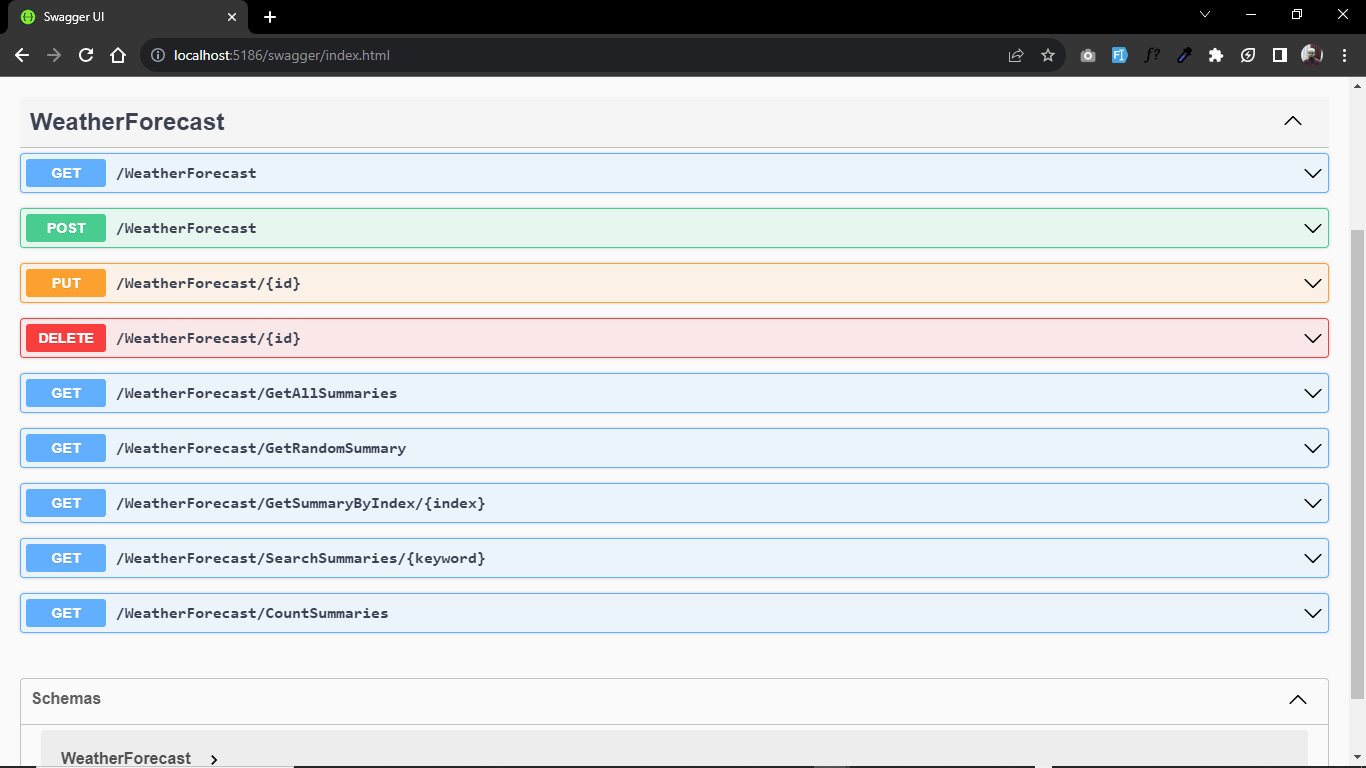 Swagger UI
localhost:5186/swagger/index.html
WeatherForecast
GET /WeatherForecast
POST /WeatherForecast
PUT /WeatherForecast/{id}
DELETE /WeatherForecast/{id}
GET /WeatherForecast/GetAllSummaries
GET /WeatherForecast/GetRandomSummary
GET /WeatherForecast/GetSummaryByIndex/{index}
GET /WeatherForecast/SearchSummaries/{keyword}
GET /WeatherForecast/CountSummaries
Schemas
WeatherForecast